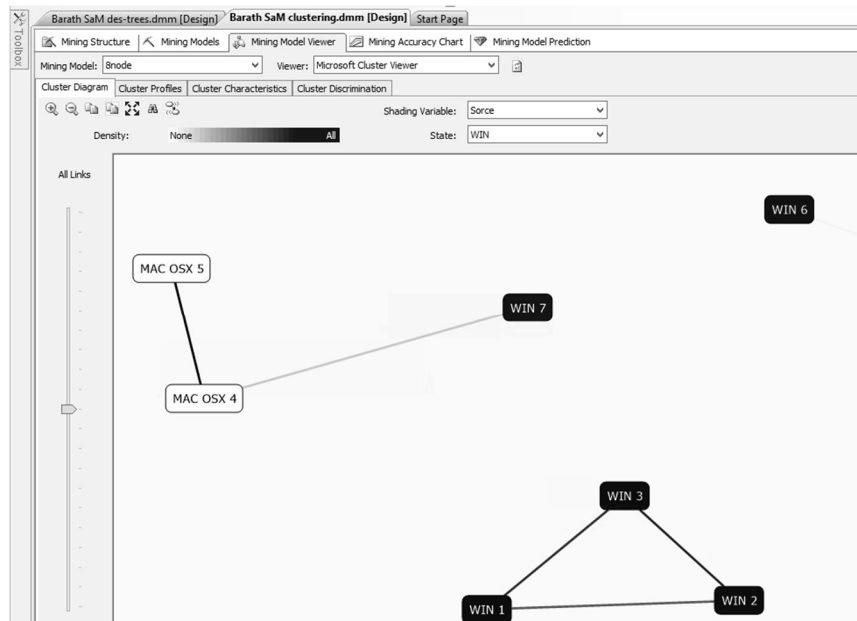 Barath SaM des-trees.dmm [Design] Barath SaM clustering.dmm [Design] Start Page
Toolbox
Mining Structure Mining Models Mining Model Viewer Mining Accuracy Chart Mining Model Prediction
Mining Model: 8node Viewer: Microsoft Cluster Viewer
Cluster Diagram Cluster Profiles Cluster Characteristics Cluster Discrimination
Shading Variable: Sorce
Density: None All State: WIN
All Links
WIN 6
MAC OSX 5
WIN 7
MAC OSX 4
WIN 3
WIN 2
WIN 1